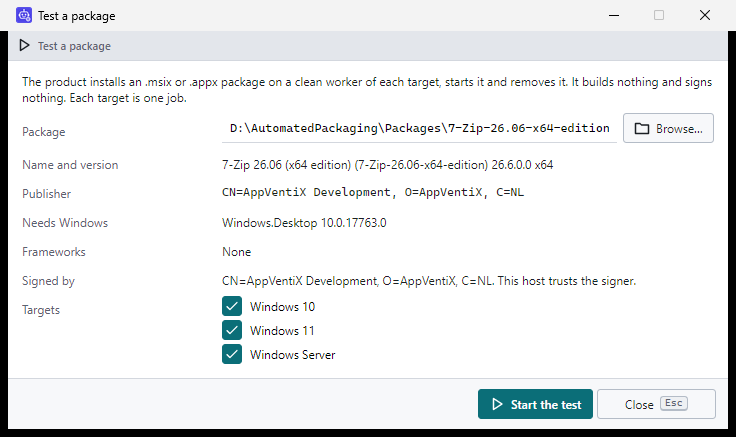 Test a package
Test a package
The product installs an .msix or .appx package on a clean worker of each target, starts it and removes it. It builds nothing and signs
nothing. Each target is one job.
Package D:\AutomatedPackaging\Packages\7-Zip-26.06-x64-edition Browse...
Name and version 7-Zip 26.06 (x64 edition) (7-Zip-26.06-x64-edition) 26.6.0.0 x64
Publisher CN=AppVentiX Development, O=AppVentiX, C=NL
Needs Windows Windows.Desktop 10.0.17763.0
Frameworks None
Signed by CN=AppVentiX Development, O=AppVentiX, C=NL. This host trusts the signer.
Targets Windows 10
Windows 11
Windows Server
Start the test Close Esc